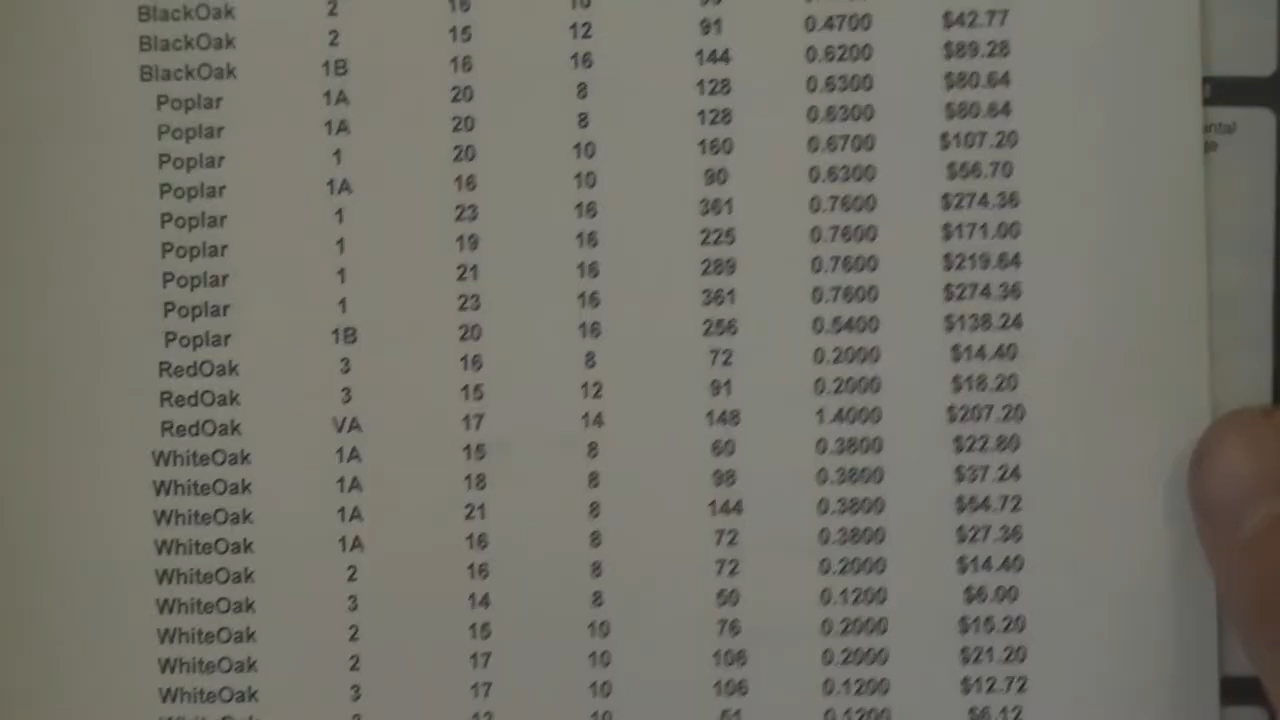 BlackOak 2 16 10
BlackOak 2 15 12 91 0.4700 $42.77
BlackOak 1B 16 16 144 0.6200 $89.28
Poplar 1A 20 8 128 0.6300 $80.64
Poplar 1A 20 8 128 0.6300 $80.64
Poplar 1 20 10 160 0.6700 $107.20
Poplar 1A 16 10 90 0.6300 $56.70
Poplar 1 23 16 361 0.7600 $274.36
Poplar 1 19 16 225 0.7600 $171.00
Poplar 1 21 16 289 0.7600 $219.64
Poplar 1 23 16 361 0.7600 $274.36
Poplar 1B 20 16 256 0.5400 $138.24
RedOak 3 16 8 72 0.2000 $14.40
RedOak 3 15 12 91 0.2000 $18.20
RedOak VA 17 14 148 1.4000 $207.20
WhiteOak 1A 15 8 60 0.3800 $22.80
WhiteOak 1A 18 8 98 0.3800 $37.24
WhiteOak 1A 21 8 144 0.3800 $54.72
WhiteOak 1A 16 8 72 0.3800 $27.36
WhiteOak 2 16 8 72 0.2000 $14.40
WhiteOak 3 14 8 50 0.1200 $6.00
WhiteOak 2 15 10 76 0.2000 $15.20
WhiteOak 2 17 10 106 0.2000 $21.20
WhiteOak 3 17 10 106 0.1200 $12.72
10 51 0.1200 $6.12